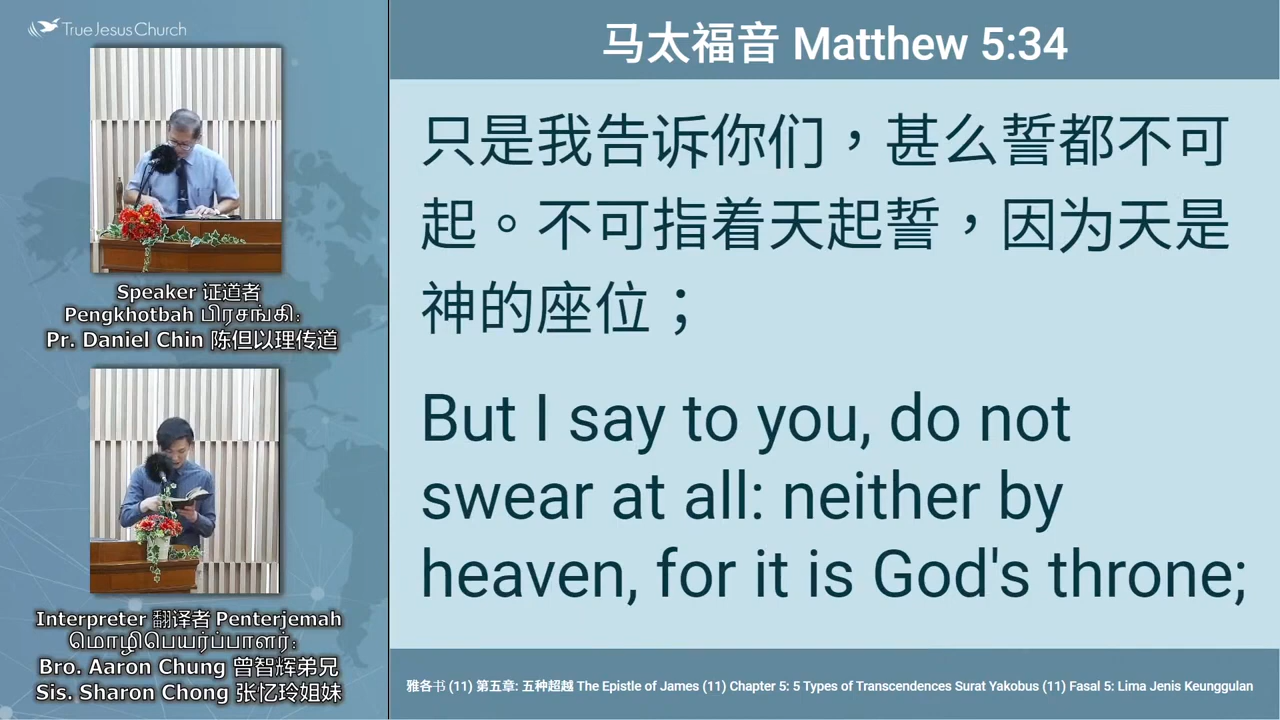 True Jesus Church
Speaker 证道者
Pengkhotbah பிரசங்கி:
Pr. Daniel Chin 陈但以理传道
Interpreter 翻译者 Penterjemah
மொழிபெயர்ப்பாளர்:
Bro. Aaron Chung 曾智辉弟兄
Sis. Sharon Chong 张忆玲姐妹
马太福音 Matthew 5:34
只是我告诉你们，甚么誓都不可
起。不可指着天起誓，因为天是
神的座位；
But I say to you, do not
swear at all: neither by
heaven, for it is God's throne;
雅各书 (11) 第五章: 五种超越 The Epistle of James (11) Chapter 5: 5 Types of Transcendences Surat Yakobus (11) Fasal 5: Lima Jenis Keunggulan